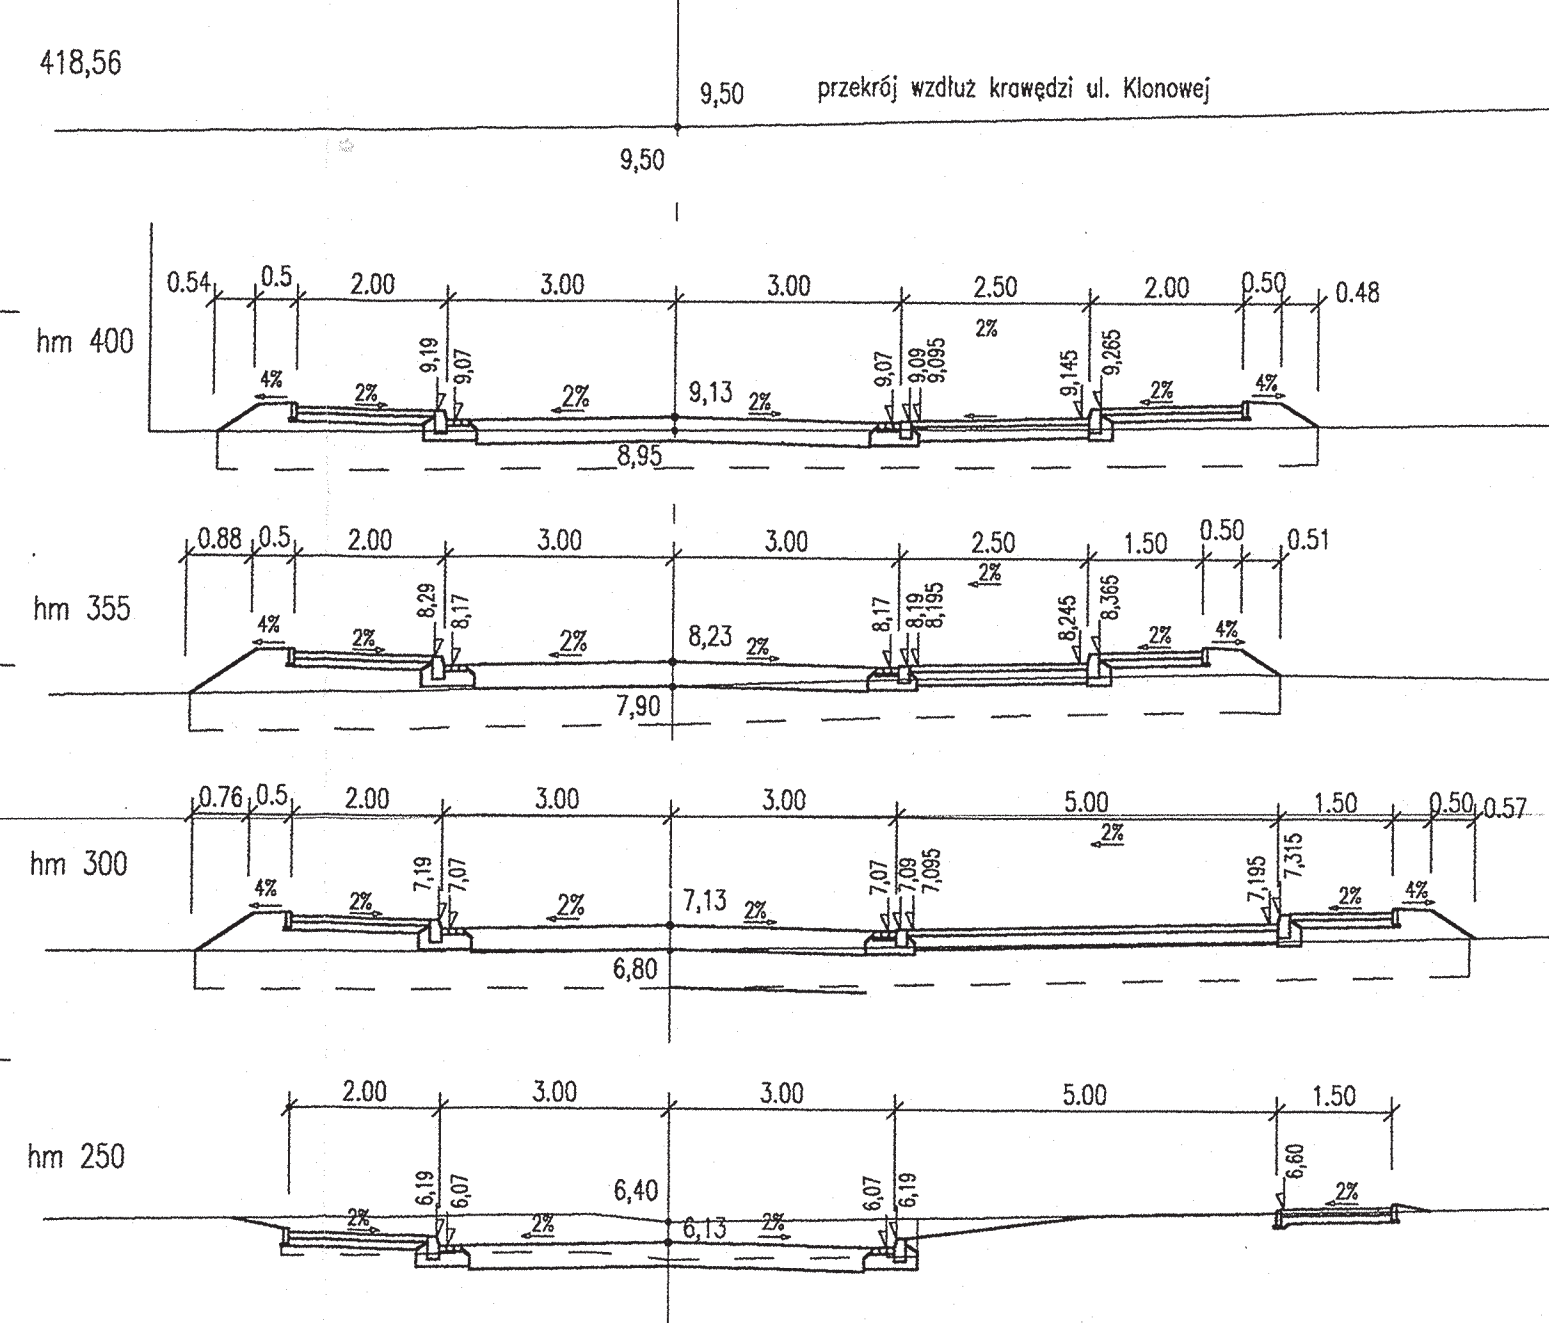 418,56
9,50 przekrój wzdłuż krawędzi ul. Klonowej
9,50
0.54 0.5 2.00 3.00 3.00 2.50 2.00 0.50 0.48
hm 400
2%
9,19 9,07 9,07 9,09 9,095 9,145 9,265
4% 2% 2% 9,13 2% 2% 4%
8,95
0.88 0.5 2.00 3.00 3.00 2.50 1.50 0.50 0.51
hm 355
2%
8,29 8,17 8,17 8,19 8,195 8,245 8,365
4% 2% 2% 8,23 2% 2% 4%
7,90
0.76 0.5 2.00 3.00 3.00 5.00 1.50 0.50 0.57
hm 300
2%
7,19 7,07 7,07 7,09 7,095 7,195 7,315
4% 2% 2% 7,13 2% 2% 4%
6,80
2.00 3.00 3.00 5.00 1.50
hm 250
6,19 6,07 6,40 6,07 6,19 6,60
2% 2% 6,13 2% 2%